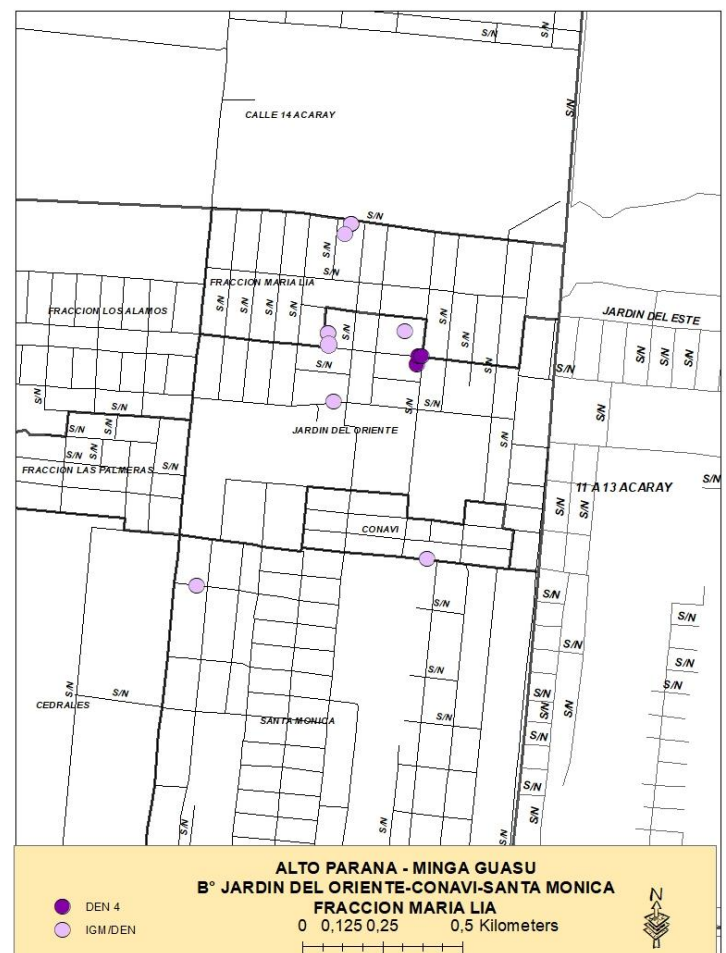 S/N
S/N
S/N
S/N
CALLE 14 ACARAY
S/N
S/N
S/N
FRACCION MARIA LIA
S/N
S/N
S/N
S/N
FRACCION LOS ALAMOS
S/N
S/N
S/N
JARDIN DEL ESTE
S/N
S/N
S/N
S/N
S/N
S/N
S/N
S/N
S/N
S/N
S/N
S/N
S/N
JARDIN DEL ORIENTE
S/N
S/N
S/N
S/N
FRACCION LAS PALMERAS
S/N
11 A 13 ACARAY
S/N
S/N
S/N
CONAVI
S/N
S/N
S/N
S/N
S/N
S/N
S/N
S/N
S/N
S/N
S/N
CEDRALES
SANTA MONICA
S/N
S/N
S/N
S/N
S/N
S/N
S/N
S/N
ALTO PARANA - MINGA GUASU
B° JARDIN DEL ORIENTE-CONAVI-SANTA MONICA
FRACCION MARIA LIA
DEN 4
IGM/DEN
0 0,125 0,25 0,5 Kilometers
N